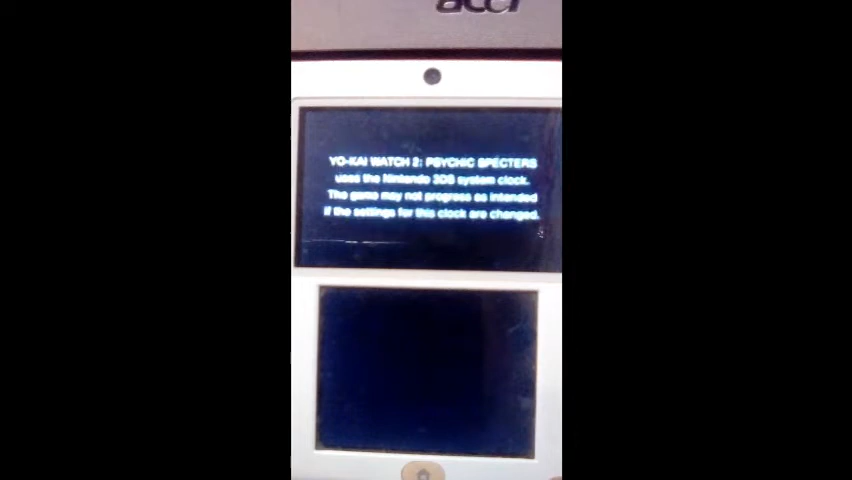 acer
YO-KAI WATCH 2: PSYCHIC SPECTERS
uses the Nintendo 3DS system clock.
The game may not progress as intended
if the settings for this clock are changed.